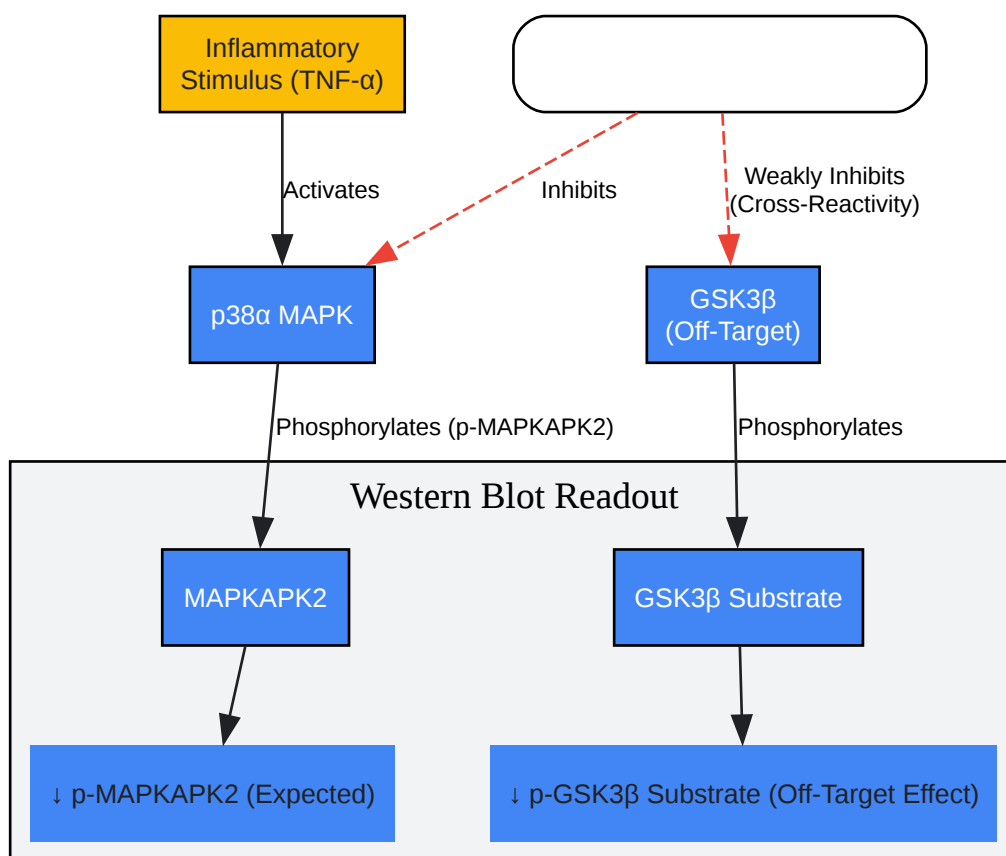 Inflammatory
Stimulus (TNF-α)
Activates
Inhibits
Weakly Inhibits
(Cross-Reactivity)
p38α MAPK
GSK3β
(Off-Target)
Phosphorylates (p-MAPKAPK2)
Phosphorylates
Western Blot Readout
MAPKAPK2
GSK3β Substrate
↓ p-MAPKAPK2 (Expected)
↓ p-GSK3β Substrate (Off-Target Effect)